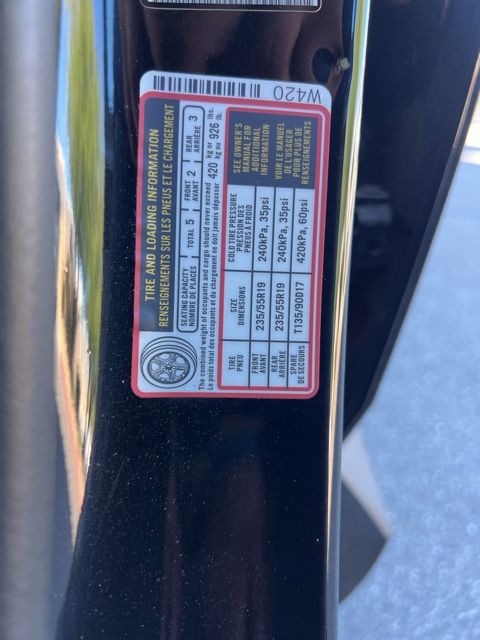 W420
TIRE AND LOADING INFORMATION
RENSEIGNEMENTS SUR LES PNEUS ET LE CHARGEMENT
SEATING CAPACITY
NOMBRE DE PLACES
TOTAL 5
FRONT
AVANT 2
REAR
ARRIÈRE 3
The combined weight of occupants and cargo should never exceed
Le poids total des occupants et du chargement ne doit jamais dépasser
420 kg or
kg ou
926 lbs.
lb.
TIRE
PNEU
SIZE
DIMENSIONS
COLD TIRE PRESSURE
PRESSION DES
PNEUS À FROID
FRONT
AVANT
235/55R19
240kPa, 35psi
REAR
ARRIÈRE
235/55R19
240kPa, 35psi
SPARE
DE SECOURS
T135/90D17
420kPa, 60psi
SEE OWNER'S
MANUAL FOR
ADDITIONAL
INFORMATION
VOIR LE MANUEL
DE L'USAGER
POUR PLUS DE
RENSEIGNEMENTS